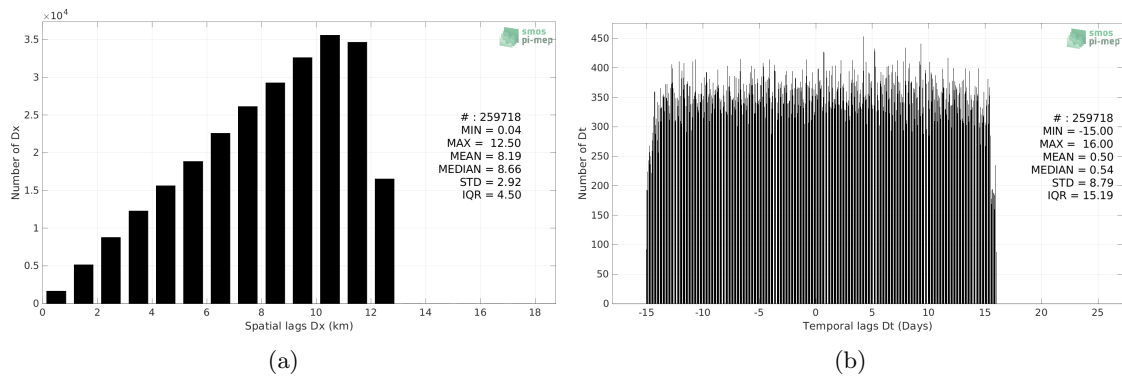 ×10⁴
3.5
3
2.5
2
1.5
1
0.5
0
Number of Dx
0 2 4 6 8 10 12 14 16 18
Spatial lags Dx (km)
smos
pi-mep
# : 259718
MIN = 0.04
MAX = 12.50
MEAN = 8.19
MEDIAN = 8.66
STD = 2.92
IQR = 4.50
(a)
450
400
350
300
250
200
150
100
50
0
Number of Dt
-15 -10 -5 0 5 10 15 20 25
Temporal lags Dt (Days)
smos
pi-mep
# : 259718
MIN = -15.00
MAX = 16.00
MEAN = 0.50
MEDIAN = 0.54
STD = 8.79
IQR = 15.19
(b)